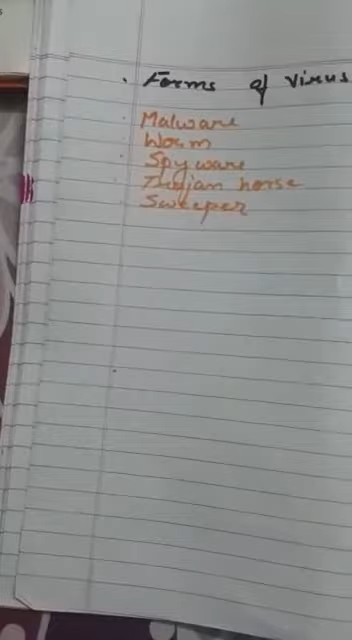 Forms of Virus
Malware
Worm
Spyware
Trojan horse
Sweeper